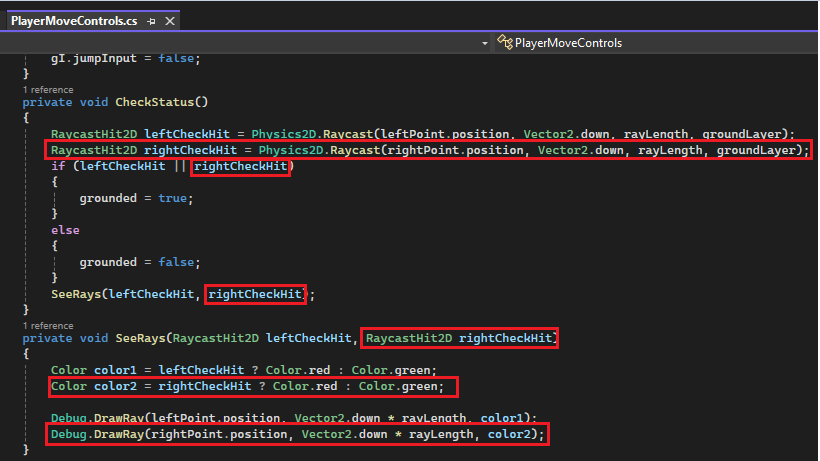 PlayerMoveControls.cs
PlayerMoveControls
gI.jumpInput = false;
}
1 reference
private void CheckStatus()
{
RaycastHit2D leftCheckHit = Physics2D.Raycast(leftPoint.position, Vector2.down, rayLength, groundLayer);
RaycastHit2D rightCheckHit = Physics2D.Raycast(rightPoint.position, Vector2.down, rayLength, groundLayer);
if (leftCheckHit || rightCheckHit)
{
grounded = true;
}
else
{
grounded = false;
}
SeeRays(leftCheckHit, rightCheckHit);
}
1 reference
private void SeeRays(RaycastHit2D leftCheckHit, RaycastHit2D rightCheckHit)
{
Color color1 = leftCheckHit ? Color.red : Color.green;
Color color2 = rightCheckHit ? Color.red : Color.green;
Debug.DrawRay(leftPoint.position, Vector2.down * rayLength, color1);
Debug.DrawRay(rightPoint.position, Vector2.down * rayLength, color2);
}